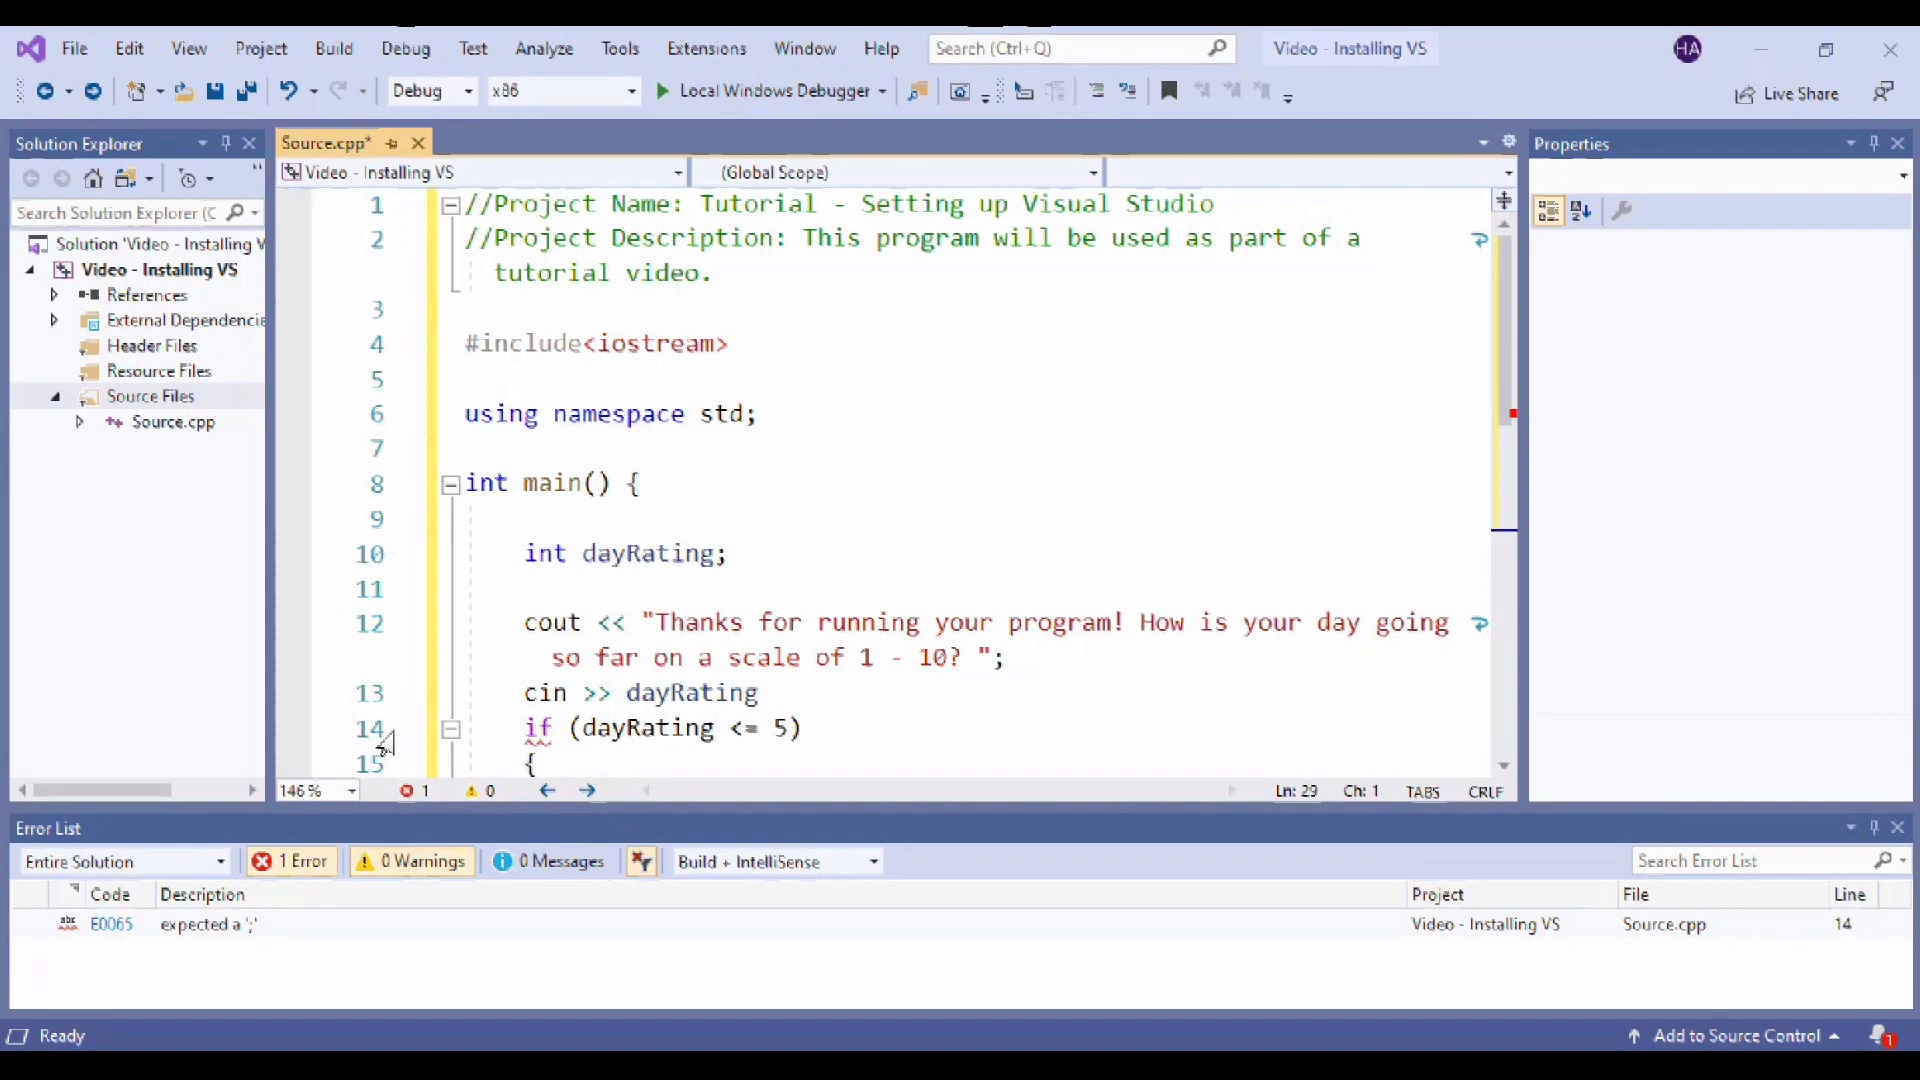 File Edit View Project Build Debug Test Analyze Tools Extensions Window Help Search (Ctrl+Q) Video - Installing VS HA
Debug x86 Local Windows Debugger Live Share
Solution Explorer
Search Solution Explorer (C
Solution 'Video - Installing V
Video - Installing VS
References
External Dependencie
Header Files
Resource Files
Source Files
Source.cpp
Source.cpp*
Video - Installing VS (Global Scope)
1 //Project Name: Tutorial - Setting up Visual Studio
2 //Project Description: This program will be used as part of a
tutorial video.
3
4 #include<iostream>
5
6 using namespace std;
7
8 int main() {
9
10 int dayRating;
11
12 cout << "Thanks for running your program! How is your day going
so far on a scale of 1 - 10? ";
13 cin >> dayRating
14 if (dayRating <= 5)
15 {
146 % 1 0 Ln: 29 Ch: 1 TABS CRLF
Properties
Error List
Entire Solution 1 Error 0 Warnings 0 Messages Build + IntelliSense Search Error List
Code Description Project File Line
abc E0065 expected a ';' Video - Installing VS Source.cpp 14
Ready Add to Source Control 1